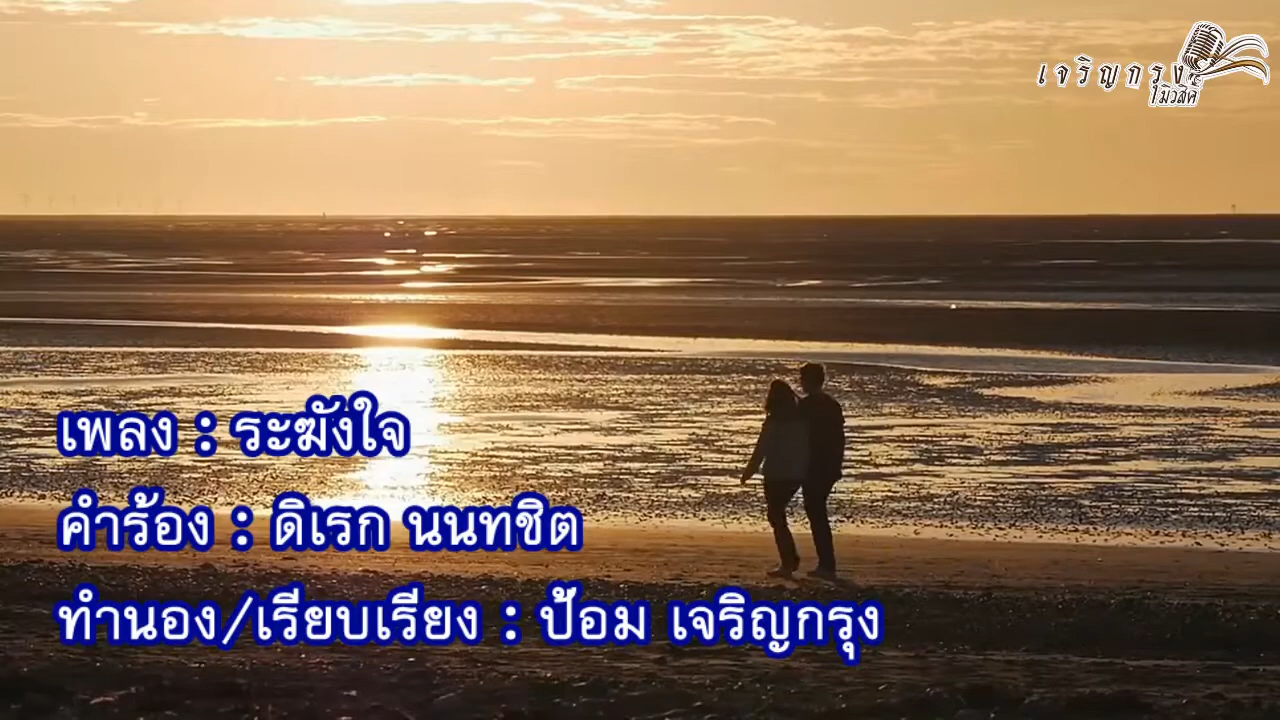 เจริญกรุง
มิวสิค
เพลง : ระฆังใจ
คำร้อง : ดิเรก นนทชิต
ทำนอง/เรียบเรียง : ป้อม เจริญกรุง